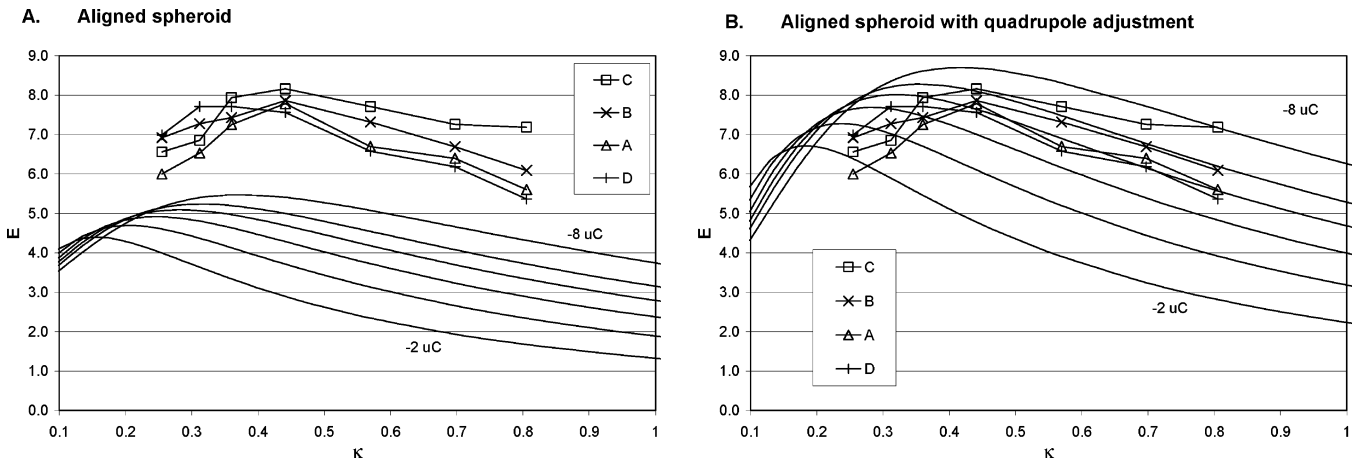 A. Aligned spheroid
9.0
8.0
7.0
6.0
5.0
4.0
3.0
2.0
1.0
0.0
E
C
B
A
D
-8 uC
-2 uC
0.1 0.2 0.3 0.4 0.5 0.6 0.7 0.8 0.9 1
κ
B. Aligned spheroid with quadrupole adjustment
9.0
8.0
7.0
6.0
5.0
4.0
3.0
2.0
1.0
0.0
E
-8 uC
-2 uC
C
B
A
D
0.1 0.2 0.3 0.4 0.5 0.6 0.7 0.8 0.9 1
κ